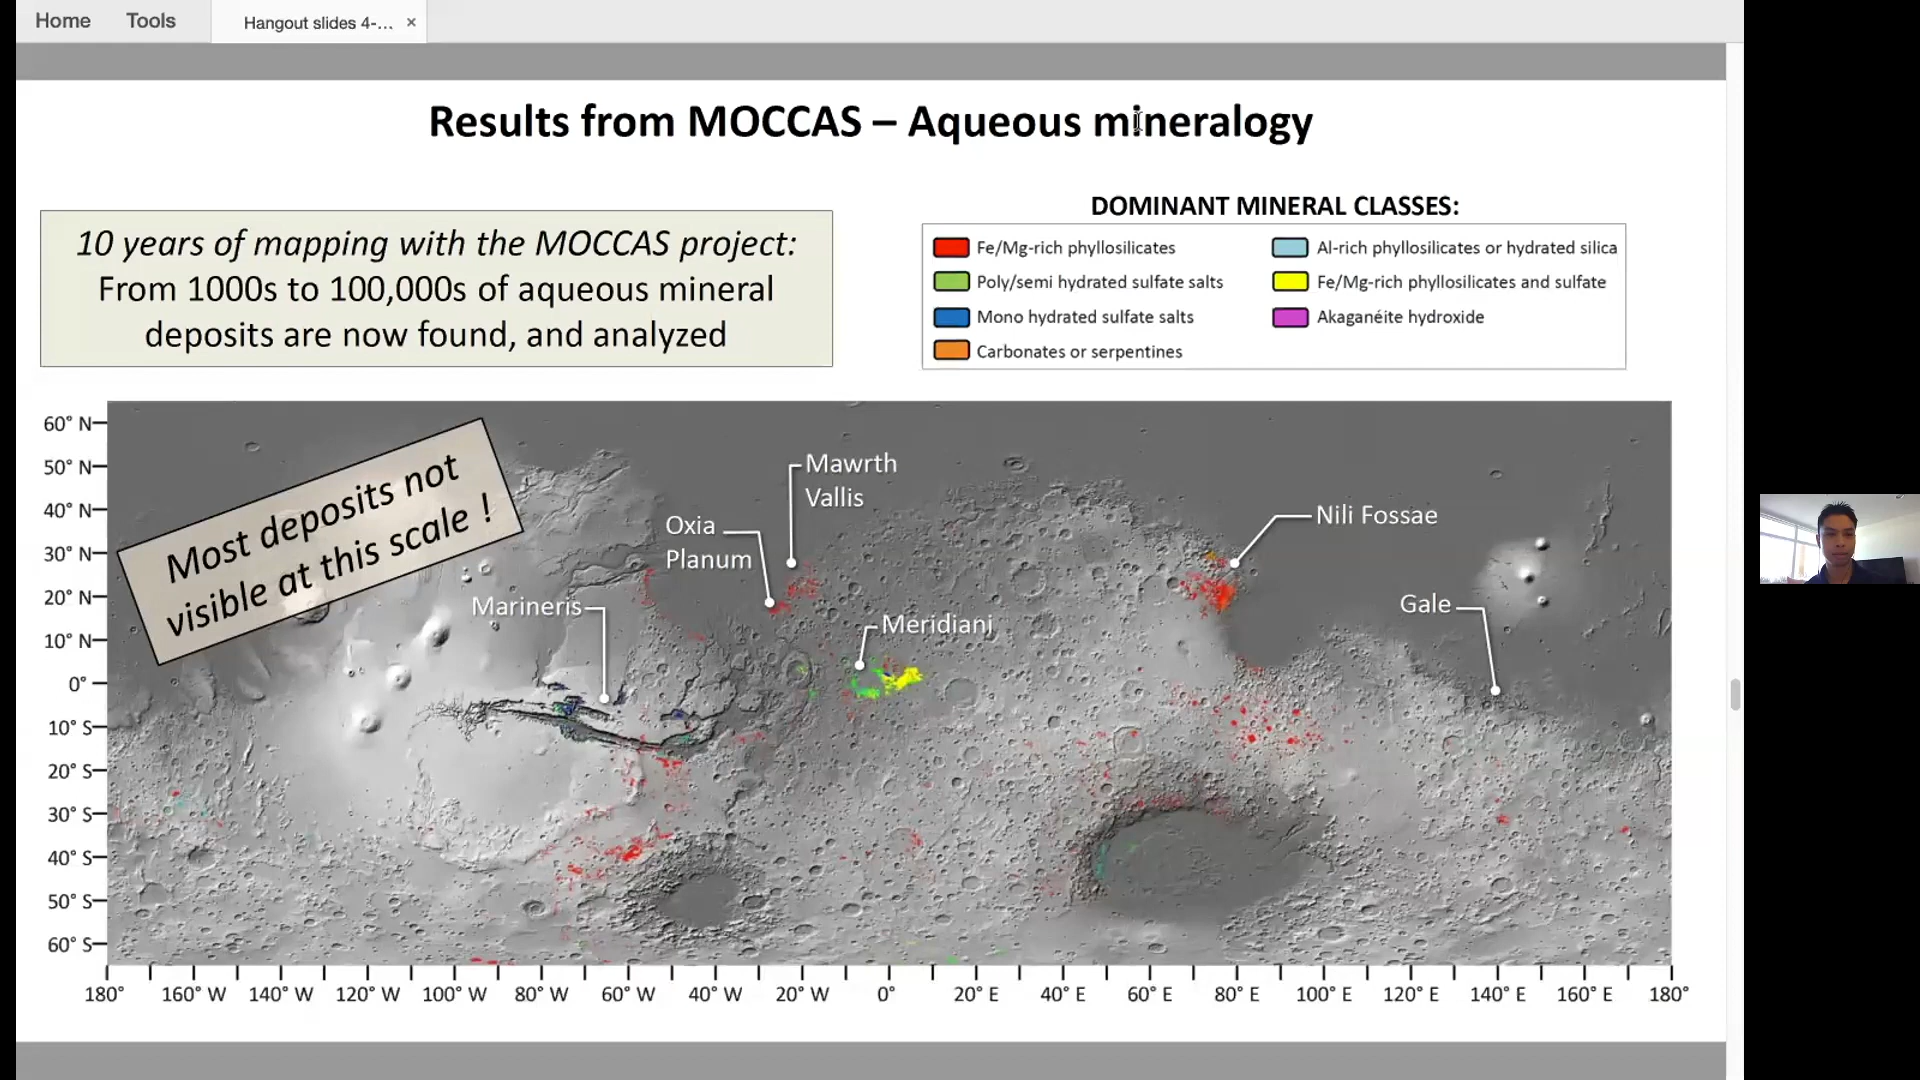 Home Tools Hangout slides 4-... ×
Results from MOCCAS – Aqueous mineralogy
10 years of mapping with the MOCCAS project:
From 1000s to 100,000s of aqueous mineral
deposits are now found, and analyzed
DOMINANT MINERAL CLASSES:
Fe/Mg-rich phyllosilicates
Poly/semi hydrated sulfate salts
Mono hydrated sulfate salts
Carbonates or serpentines
Al-rich phyllosilicates or hydrated silica
Fe/Mg-rich phyllosilicates and sulfate
Akaganéite hydroxide
60° N
50° N
40° N
30° N
20° N
10° N
0°
10° S
20° S
30° S
40° S
50° S
60° S
Most deposits not
visible at this scale !
Mawrth
Vallis
Oxia
Planum
Marineris
Meridiani
Nili Fossae
Gale
180° 160° W 140° W 120° W 100° W 80° W 60° W 40° W 20° W 0° 20° E 40° E 60° E 80° E 100° E 120° E 140° E 160° E 180°